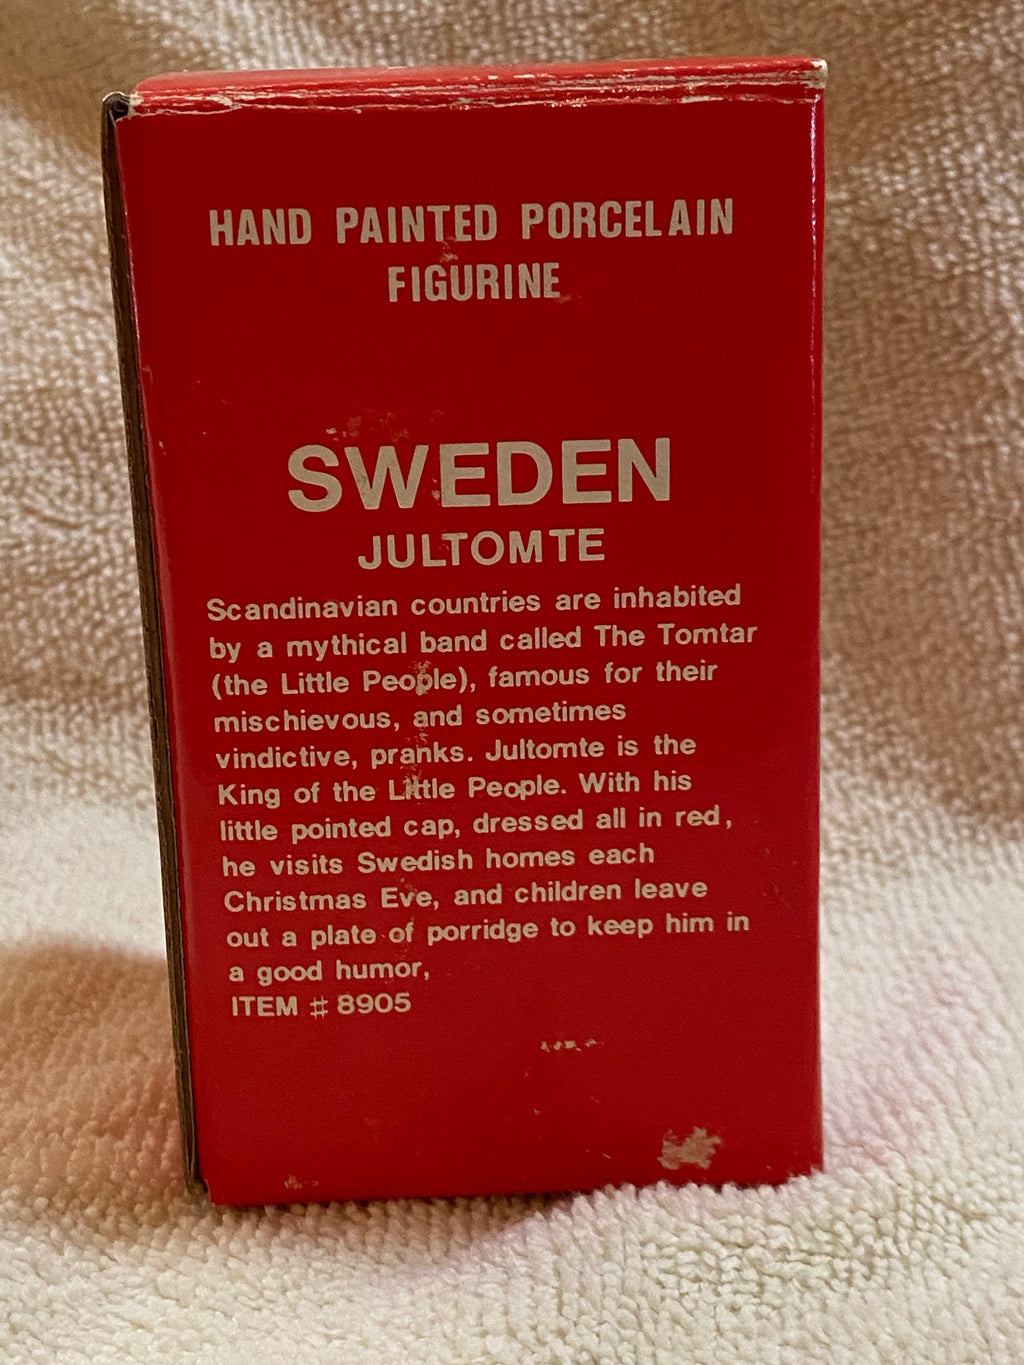 HAND PAINTED PORCELAIN
FIGURINE
SWEDEN
JULTOMTE
Scandinavian countries are inhabited
by a mythical band called The Tomtar
(the Little People), famous for their
mischievous, and sometimes
vindictive, pranks. Jultomte is the
King of the Little People. With his
little pointed cap, dressed all in red,
he visits Swedish homes each
Christmas Eve, and children leave
out a plate of porridge to keep him in
a good humor,
ITEM # 8905